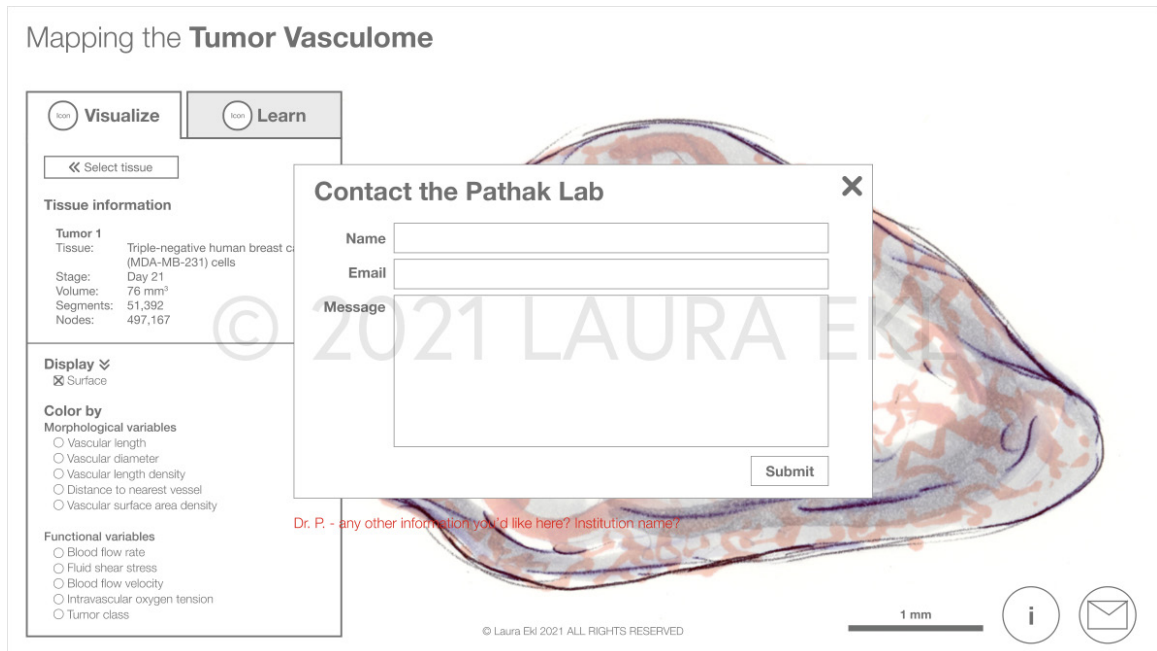 Mapping the Tumor Vasculome
Icon Visualize
Icon Learn
Select tissue
Tissue information
Tumor 1
Tissue: Triple-negative human breast
(MDA-MB-231) cells
Stage: Day 21
Volume: 76 mm³
Segments: 51,392
Nodes: 497,167
Display
Surface
Color by
Morphological variables
Vascular length
Vascular diameter
Vascular length density
Distance to nearest vessel
Vascular surface area density
Functional variables
Blood flow rate
Fluid shear stress
Blood flow velocity
Intravascular oxygen tension
Tumor class
Contact the Pathak Lab
Name
Email
Message
Submit
© 2021 LAURA EKL
Dr. P. - any other information you'd like here? Institution name?
© Laura Ekl 2021 ALL RIGHTS RESERVED
1 mm
i